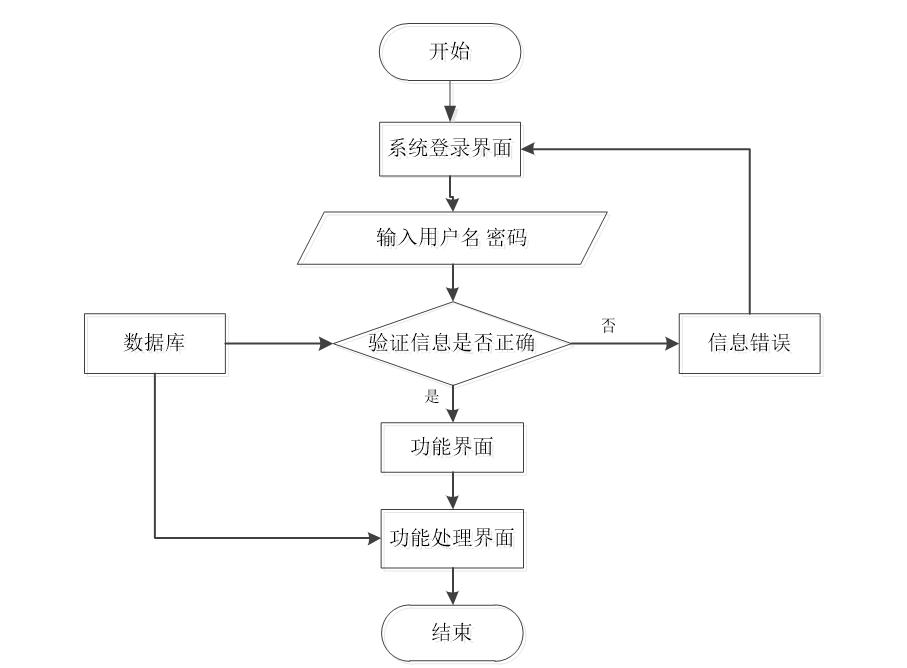 开始
系统登录界面
输入用户名 密码
数据库
验证信息是否正确
否
信息错误
是
功能界面
功能处理界面
结束